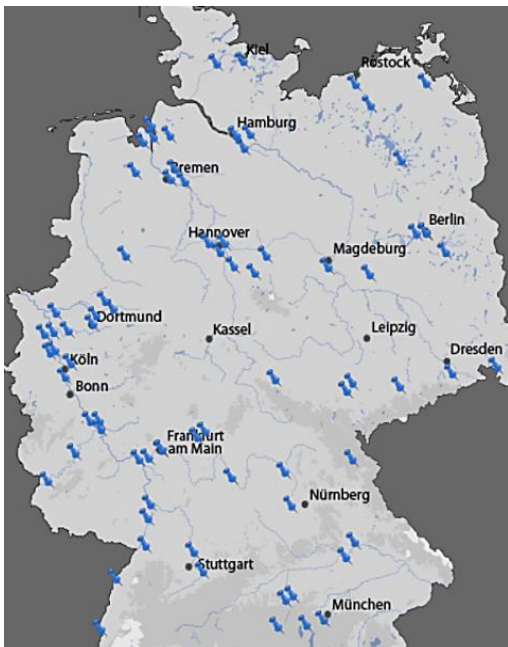 Kiel
Rostock
Hamburg
Bremen
Berlin
Hannover
Magdeburg
Dortmund
Kassel
Leipzig
Dresden
Köln
Bonn
Frankfurt
am Main
Nürnberg
Stuttgart
München